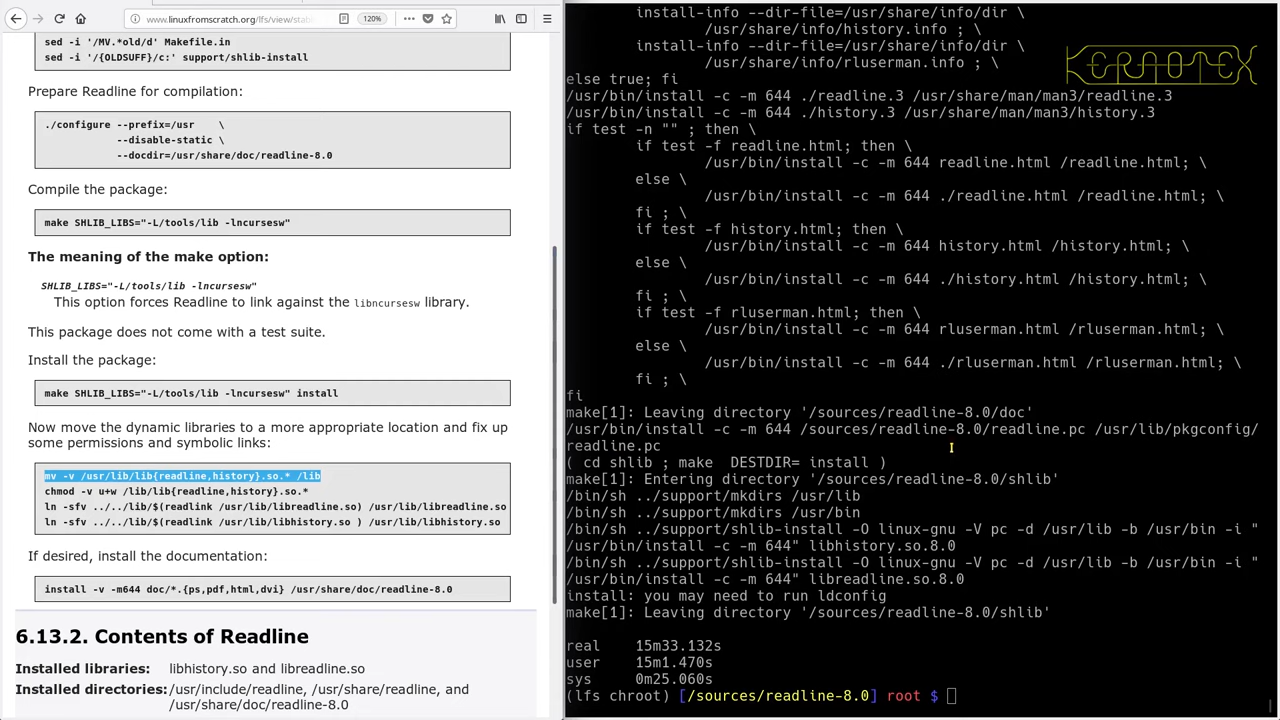 www.linuxfromscratch.org/lfs/view/stab
120%
sed -i '/MV.*old/d' Makefile.in
sed -i '/{OLDSUFF}/c:' support/shlib-install
Prepare Readline for compilation:
./configure --prefix=/usr    \
--disable-static \
--docdir=/usr/share/doc/readline-8.0
Compile the package:
make SHLIB_LIBS="-L/tools/lib -lncursesw"
The meaning of the make option:
SHLIB_LIBS="-L/tools/lib -lncursesw"
This option forces Readline to link against the libncursesw library.
This package does not come with a test suite.
Install the package:
make SHLIB_LIBS="-L/tools/lib -lncursesw" install
Now move the dynamic libraries to a more appropriate location and fix up
some permissions and symbolic links:
mv -v /usr/lib/lib{readline,history}.so.* /lib
chmod -v u+w /lib/lib{readline,history}.so.*
ln -sfv ../../lib/$(readlink /usr/lib/libreadline.so) /usr/lib/libreadline.so
ln -sfv ../../lib/$(readlink /usr/lib/libhistory.so ) /usr/lib/libhistory.so
If desired, install the documentation:
install -v -m644 doc/*.{ps,pdf,html,dvi} /usr/share/doc/readline-8.0
6.13.2. Contents of Readline
Installed libraries: libhistory.so and libreadline.so
Installed directories: /usr/include/readline, /usr/share/readline, and
/usr/share/doc/readline-8.0
install-info --dir-file=/usr/share/info/dir \
/usr/share/info/history.info ; \
install-info --dir-file=/usr/share/info/dir \
/usr/share/info/rluserman.info ; \
else true; fi
/usr/bin/install -c -m 644 ./readline.3 /usr/share/man/man3/readline.3
/usr/bin/install -c -m 644 ./history.3 /usr/share/man/man3/history.3
if test -n "" ; then \
if test -f readline.html; then \
/usr/bin/install -c -m 644 readline.html /readline.html; \
else \
/usr/bin/install -c -m 644 ./readline.html /readline.html; \
fi ; \
if test -f history.html; then \
/usr/bin/install -c -m 644 history.html /history.html; \
else \
/usr/bin/install -c -m 644 ./history.html /history.html; \
fi ; \
if test -f rluserman.html; then \
/usr/bin/install -c -m 644 rluserman.html /rluserman.html; \
else \
/usr/bin/install -c -m 644 ./rluserman.html /rluserman.html; \
fi ; \
fi
make[1]: Leaving directory '/sources/readline-8.0/doc'
/usr/bin/install -c -m 644 /sources/readline-8.0/readline.pc /usr/lib/pkgconfig/
readline.pc
( cd shlib ; make  DESTDIR= install )
make[1]: Entering directory '/sources/readline-8.0/shlib'
/bin/sh ../support/mkdirs /usr/lib
/bin/sh ../support/mkdirs /usr/bin
/bin/sh ../support/shlib-install -O linux-gnu -V pc -d /usr/lib -b /usr/bin -i "
/usr/bin/install -c -m 644" libhistory.so.8.0
/bin/sh ../support/shlib-install -O linux-gnu -V pc -d /usr/lib -b /usr/bin -i "
/usr/bin/install -c -m 644" libreadline.so.8.0
install: you may need to run ldconfig
make[1]: Leaving directory '/sources/readline-8.0/shlib'
real    15m33.132s
user    15m1.470s
sys     0m25.060s
(lfs chroot) [/sources/readline-8.0] root $
KERNOTEX